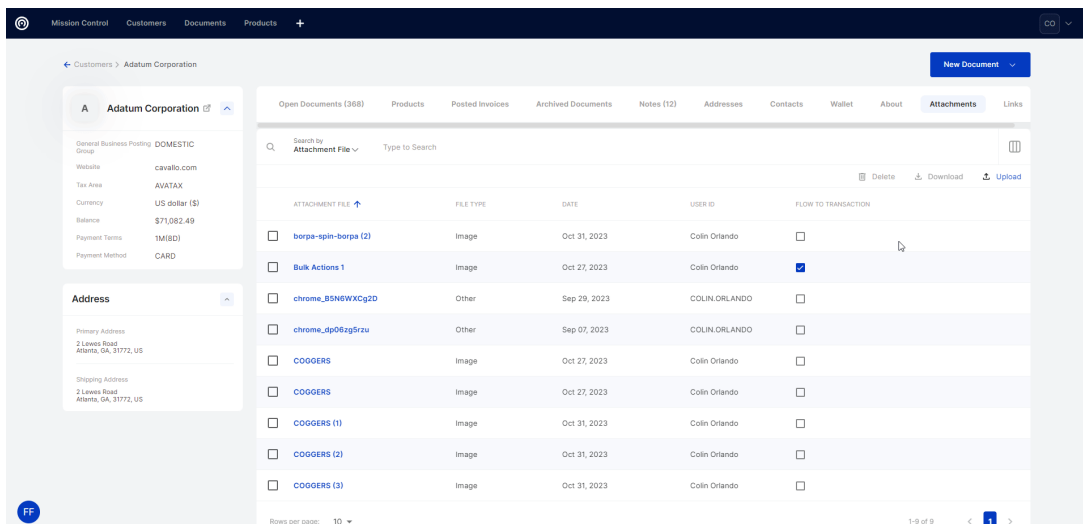 Mission Control Customers Documents Products + CO
Customers > Adatum Corporation
New Document
A Adatum Corporation
General Business Posting Group DOMESTIC
Website cavallo.com
Tax Area AVATAX
Currency US dollar ($)
Balance $71,082.49
Payment Terms 1M(8D)
Payment Method CARD
Address
Primary Address
2 Lewes Road
Atlanta, GA, 31772, US
Shipping Address
2 Lewes Road
Atlanta, GA, 31772, US
FF
Open Documents (368) Products Posted Invoices Archived Documents Notes (12) Addresses Contacts Wallet About Attachments Links
Search by
Attachment File Type to Search
Delete Download Upload
ATTACHMENT FILE FILE TYPE DATE USER ID FLOW TO TRANSACTION
borpa-spin-borpa (2) Image Oct 31, 2023 Colin Orlando
Bulk Actions 1 Image Oct 27, 2023 Colin Orlando
chrome_B5N6WXCg2D Other Sep 29, 2023 COLIN.ORLANDO
chrome_dp06zg5rzu Other Sep 07, 2023 COLIN.ORLANDO
COGGERS Image Oct 27, 2023 Colin Orlando
COGGERS Image Oct 27, 2023 Colin Orlando
COGGERS (1) Image Oct 31, 2023 Colin Orlando
COGGERS (2) Image Oct 31, 2023 Colin Orlando
COGGERS (3) Image Oct 31, 2023 Colin Orlando
Rows per page: 10 1-9 of 9 < 1 >